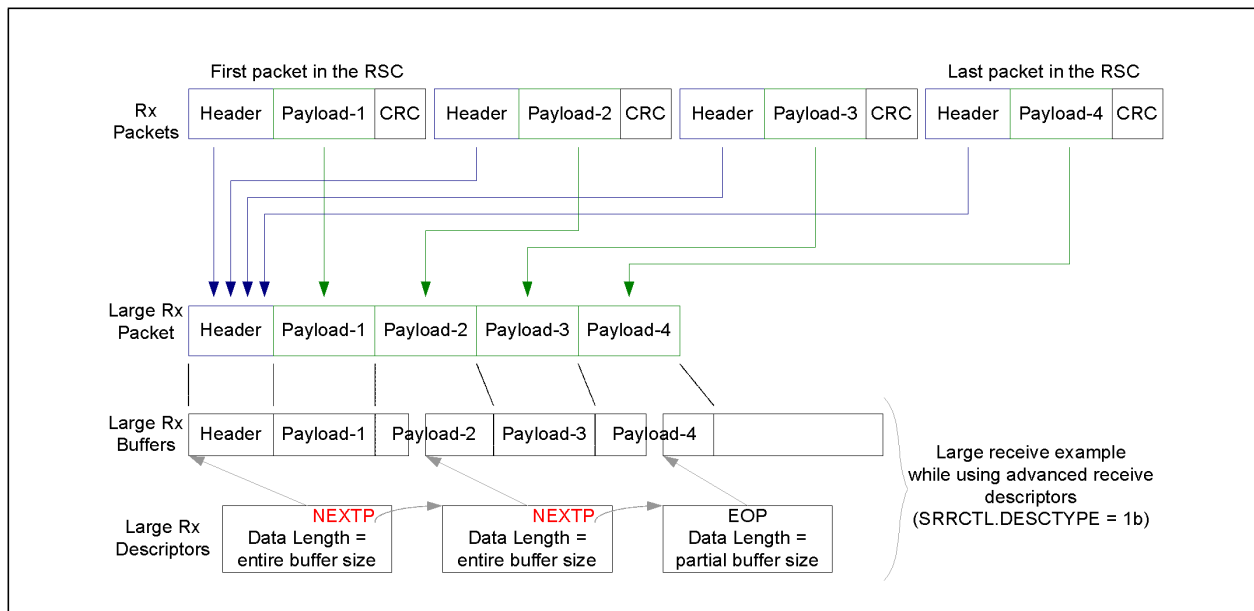 First packet in the RSC
Last packet in the RSC
Rx
Packets
Header Payload-1 CRC Header Payload-2 CRC Header Payload-3 CRC Header Payload-4 CRC
Large Rx
Packet
Header Payload-1 Payload-2 Payload-3 Payload-4
Large Rx
Buffers
Header Payload-1 Payload-2 Payload-3 Payload-4
Large receive example
while using advanced receive
descriptors
(SRRCTL.DESCTYPE = 1b)
Large Rx
Descriptors
NEXTP
Data Length =
entire buffer size
NEXTP
Data Length =
entire buffer size
EOP
Data Length =
partial buffer size